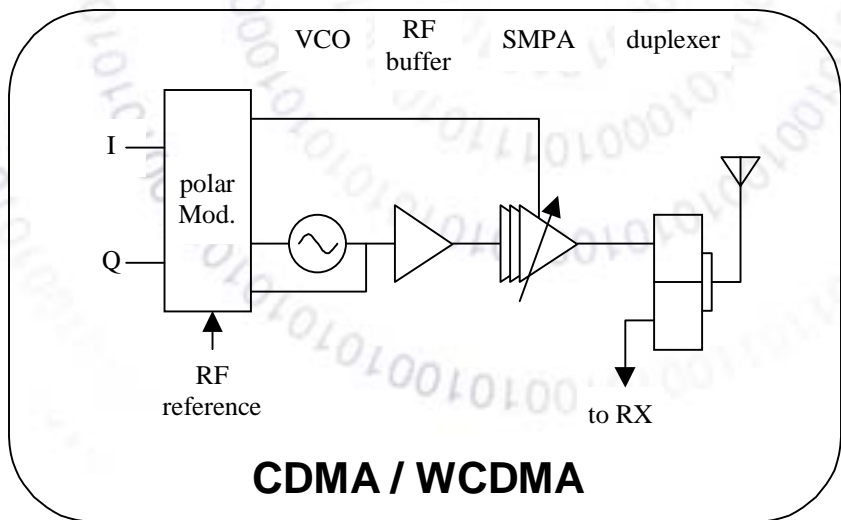 VCO
RF
buffer
SMPA
duplexer
I
polar
Mod.
Q
RF
reference
to RX
CDMA / WCDMA